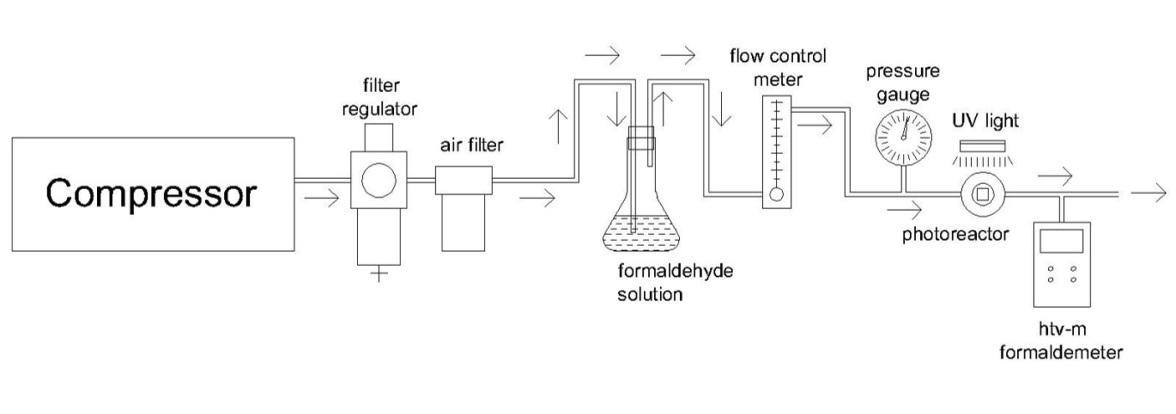 Compressor
filter
regulator
air filter
formaldehyde
solution
flow control
meter
pressure
gauge
UV light
photoreactor
htv-m
formaldemeter